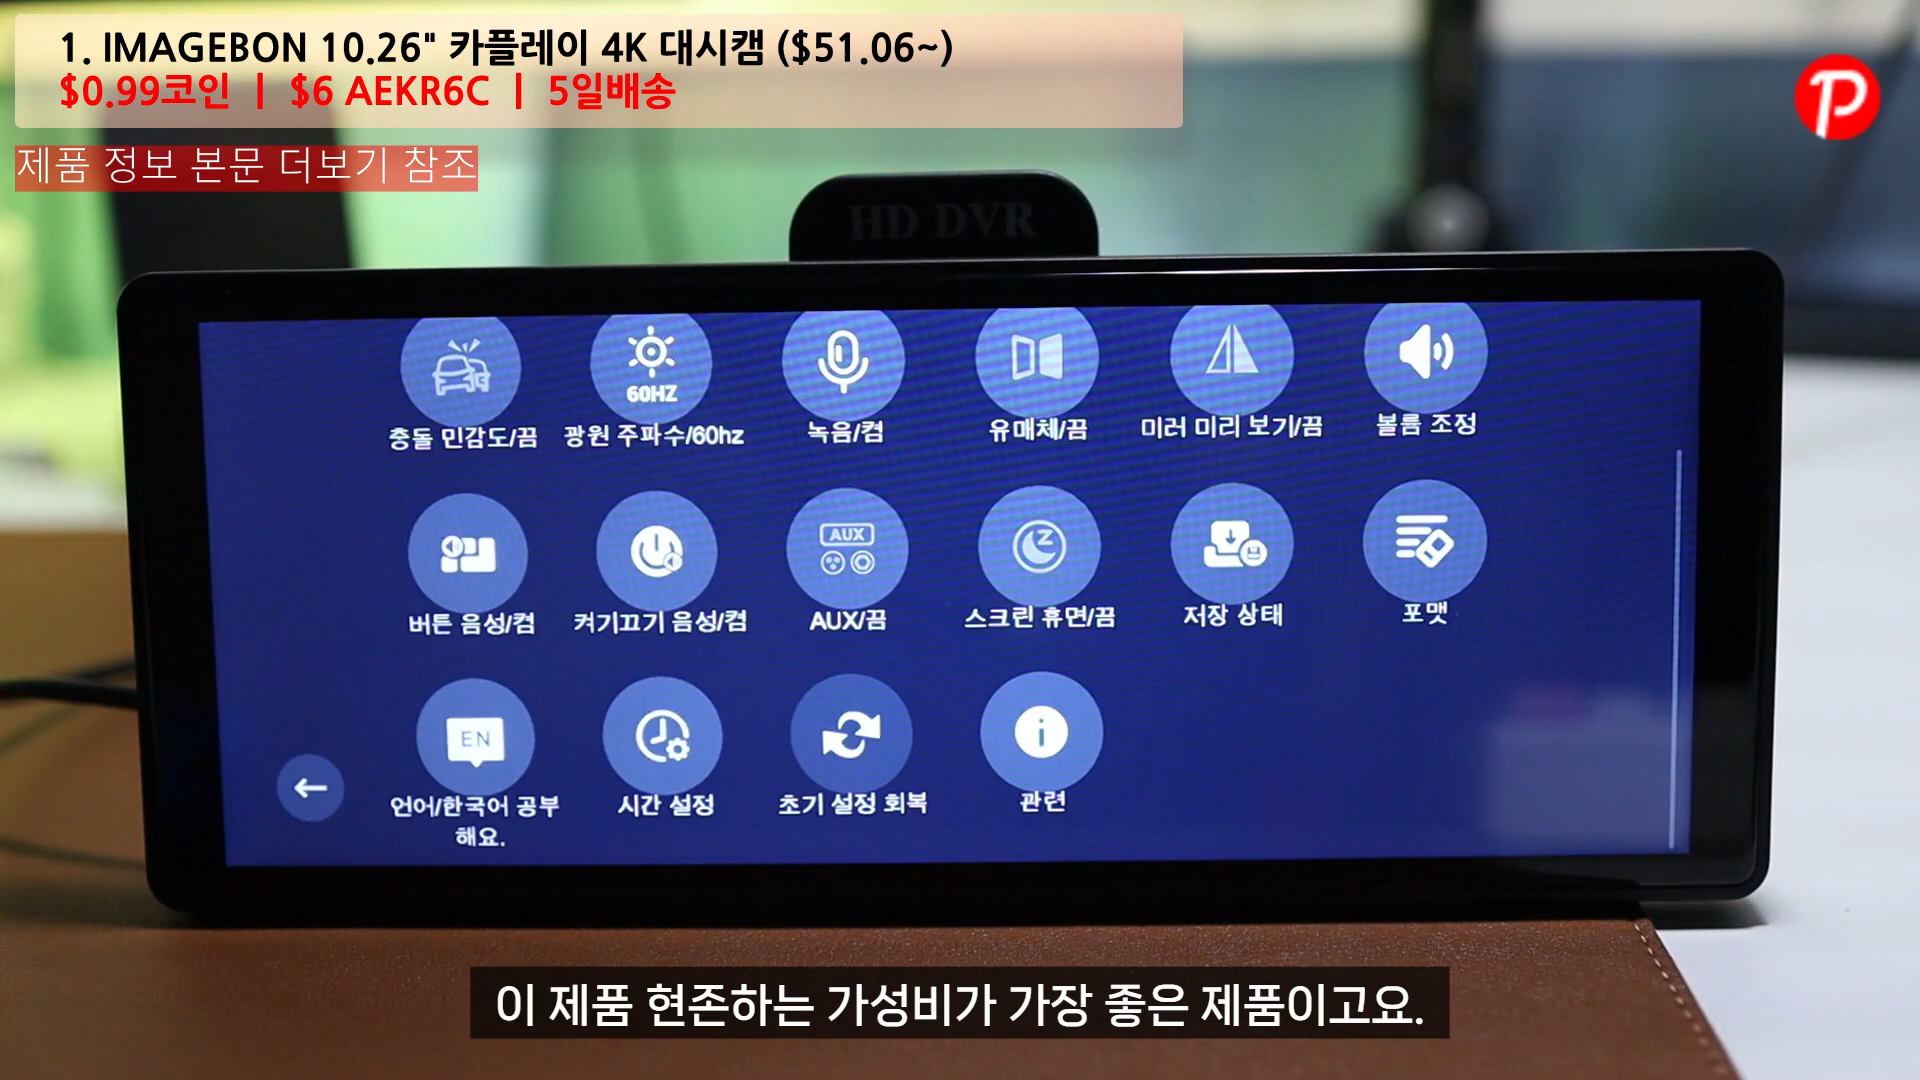 1. IMAGEBON 10.26" 카플레이 4K 대시캠 ($51.06~)
$0.99코인 | $6 AEKR6C | 5일배송
제품 정보 본문 더보기 참조
HD DVR
60HZ
충돌 민감도/끔
광원 주파수/60hz
녹음/켬
유매체/끔
미러 미리 보기/끔
볼륨 조정
AUX
버튼 음성/켬
켜기끄기 음성/켬
AUX/끔
스크린 휴면/끔
저장 상태
포맷
EN
언어/한국어 공부
해요.
시간 설정
초기 설정 회복
관련
이 제품 현존하는 가성비가 가장 좋은 제품이고요.